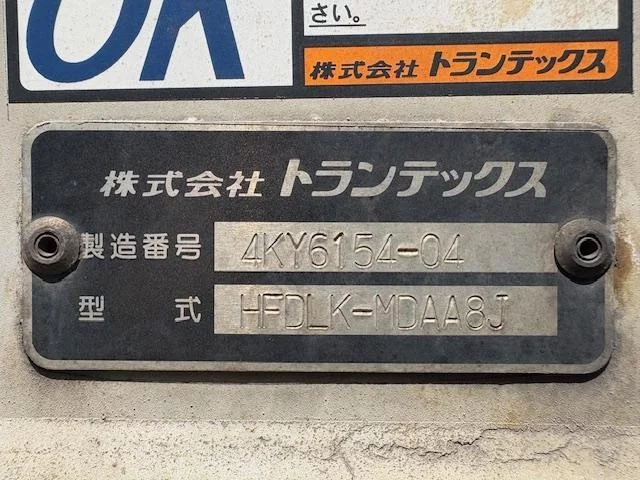 OK
さい。
株式会社 トランテックス
株式会社 トランテックス
製造番号 4KY6154-04
型 式 HFDLK-MDAA8J